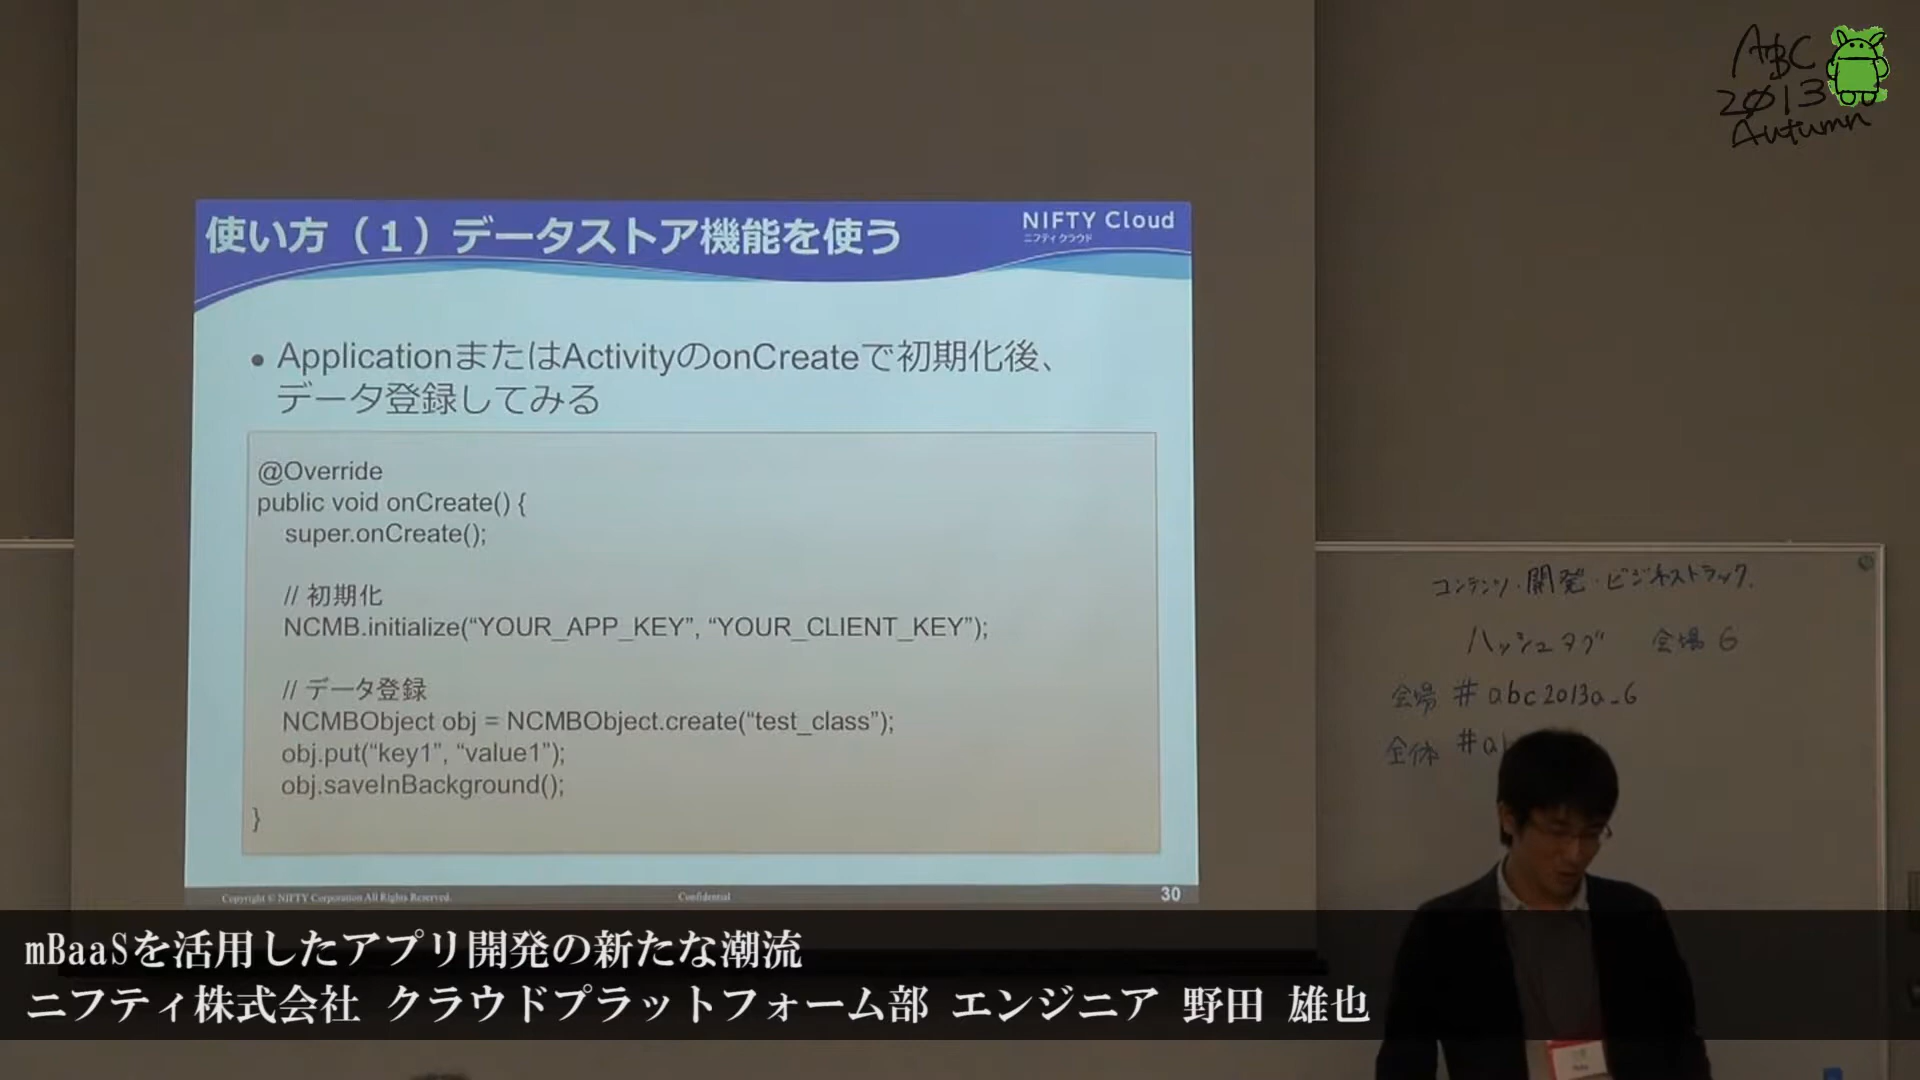 ABC
2013
Autumn
使い方（１）データストア機能を使う
NIFTY Cloud
ニフティクラウド
• ApplicationまたはActivityのonCreateで初期化後、
データ登録してみる
@Override
public void onCreate() {
super.onCreate();
// 初期化
NCMB.initialize(“YOUR_APP_KEY”, “YOUR_CLIENT_KEY”);
// データ登録
NCMBObject obj = NCMBObject.create(“test_class”);
obj.put(“key1”, “value1”);
obj.saveInBackground();
}
Copyright © NIFTY Corporation All Rights Reserved.
Confidential
30
コンテンツ・開発・ビジネストラック.
ハッシュタグ 会場6
会場 #abc2013a_6
全体 #ab
mBaaSを活用したアプリ開発の新たな潮流
ニフティ株式会社 クラウドプラットフォーム部 エンジニア 野田 雄也